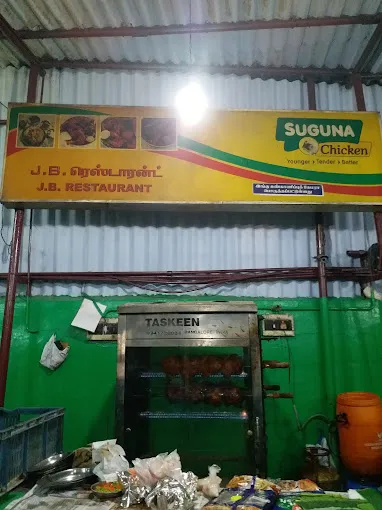 SUGUNA
Chicken
Younger • Tender • Better
J.B. ரெஸ்டாரன்ட்
J.B. RESTAURANT
TASKEEN